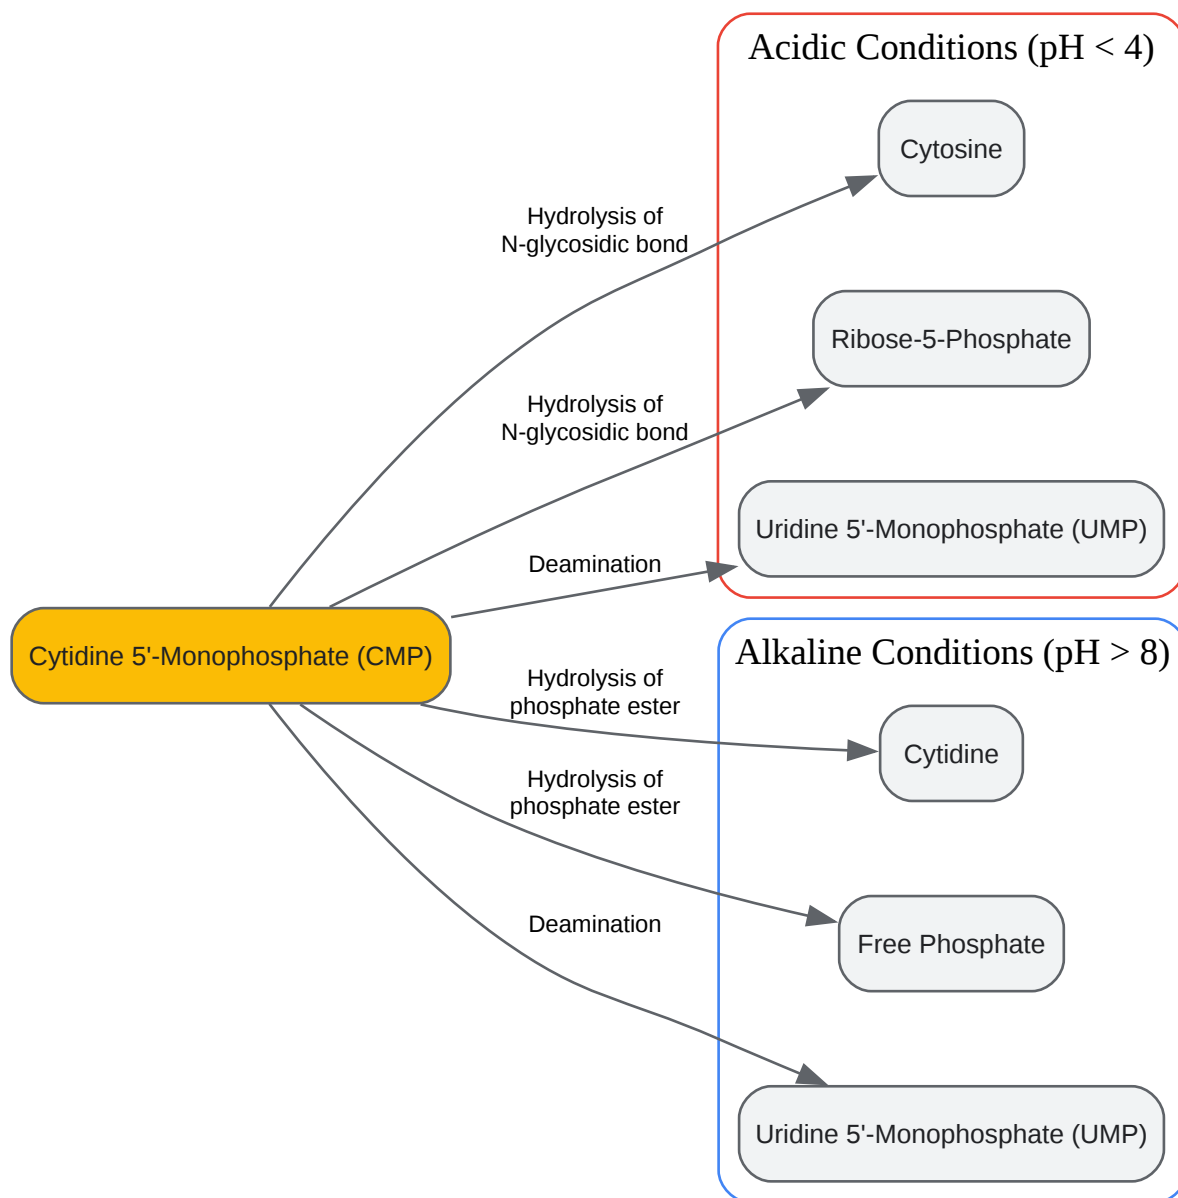 Acidic Conditions (pH < 4)
Cytosine
Hydrolysis of
N-glycosidic bond
Ribose-5-Phosphate
Hydrolysis of
N-glycosidic bond
Uridine 5'-Monophosphate (UMP)
Deamination
Cytidine 5'-Monophosphate (CMP)
Alkaline Conditions (pH > 8)
Hydrolysis of
phosphate ester
Cytidine
Hydrolysis of
phosphate ester
Free Phosphate
Deamination
Uridine 5'-Monophosphate (UMP)